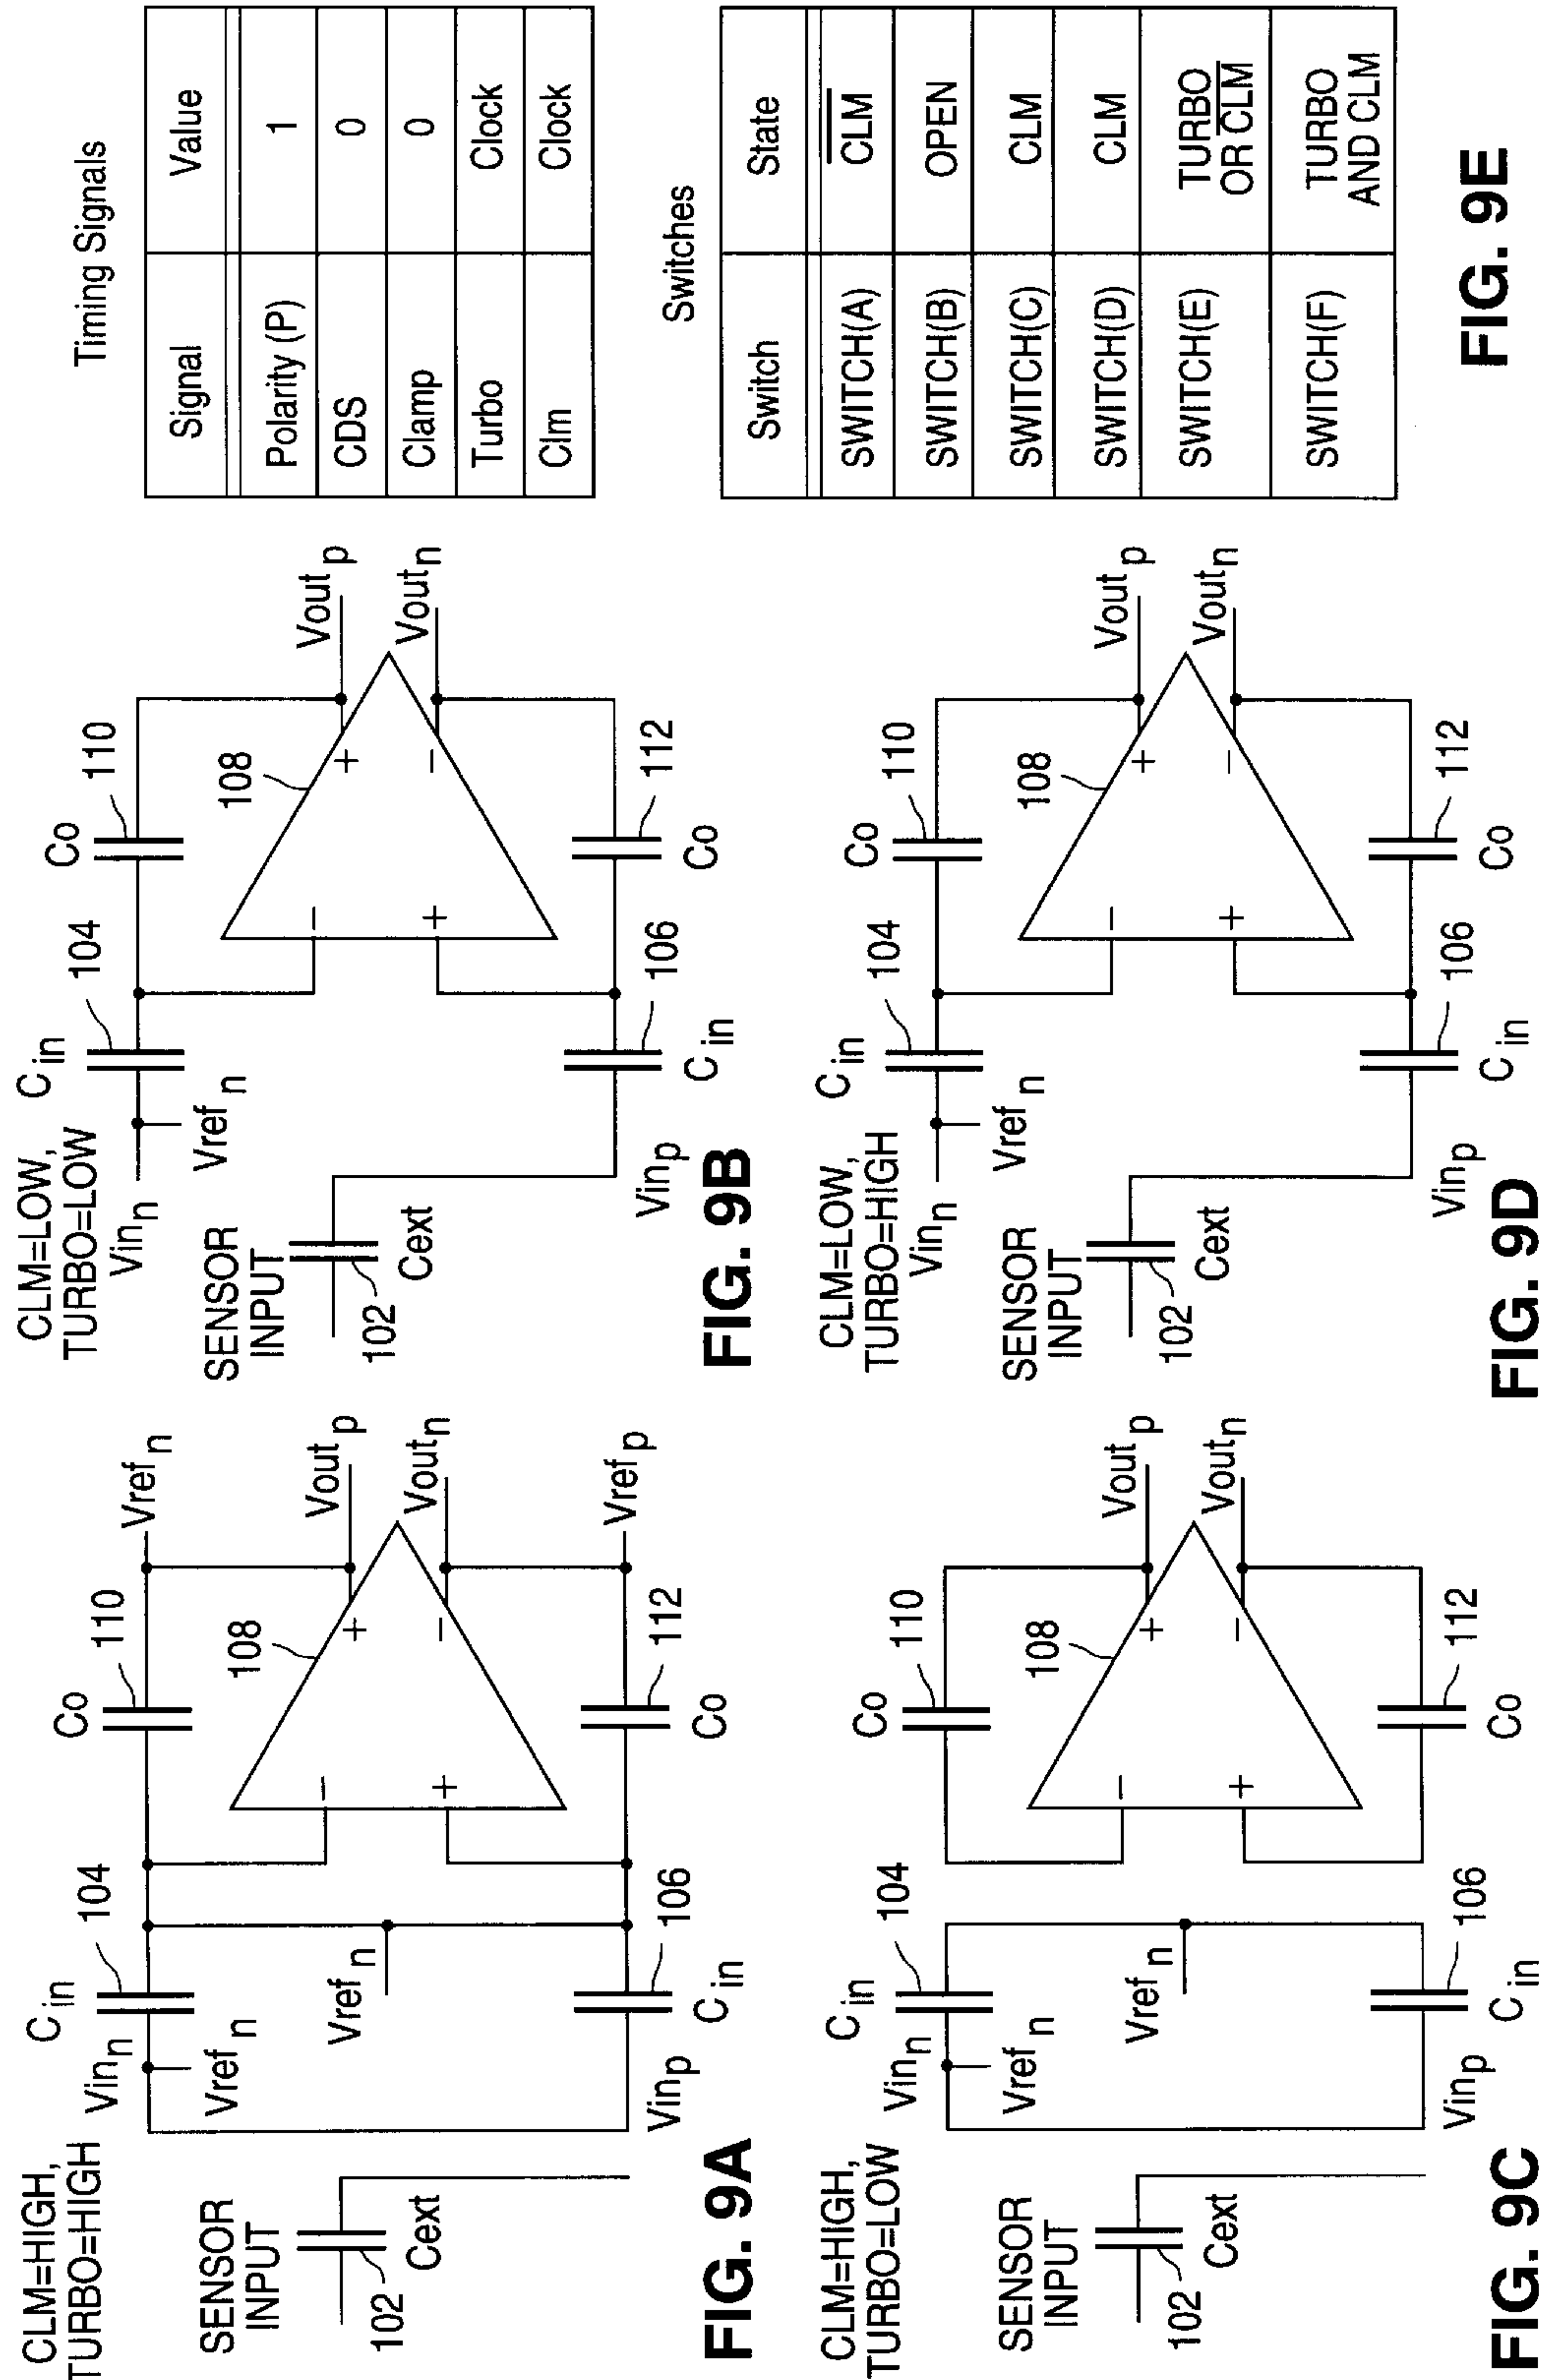 CLM=HIGH,
TURBO=HIGH
Vin n
C in
104
Co
110
Vref n
Vref n
Vref n
108
Vout p
Vout n
+
−
−
+
SENSOR
INPUT
102
Cext
Vin p
C in
106
Co
112
Vref p
FIG. 9A
CLM=LOW,
TURBO=LOW
Vin n
C in
104
Co
110
Vref n
108
Vout p
Vout n
+
−
−
+
SENSOR
INPUT
102
Cext
Vin p
C in
106
Co
112
FIG. 9B
CLM=HIGH,
TURBO=LOW
Vin n
C in
104
Co
110
Vref n
Vref n
108
Vout p
Vout n
+
−
−
+
SENSOR
INPUT
102
Cext
Vin p
C in
106
Co
112
FIG. 9C
CLM=LOW,
TURBO=HIGH
Vin n
C in
104
Co
110
Vref n
108
Vout p
Vout n
+
−
−
+
SENSOR
INPUT
102
Cext
Vin p
C in
106
Co
112
FIG. 9D
Timing Signals
Signal Value
Polarity (P) 1
CDS 0
Clamp 0
Turbo Clock
Clm Clock
Switches
Switch State
SWITCH(A) C̅L̅M̅
SWITCH(B) OPEN
SWITCH(C) CLM
SWITCH(D) CLM
SWITCH(E) TURBO
OR C̅L̅M̅
SWITCH(F) TURBO
AND CLM
FIG. 9E